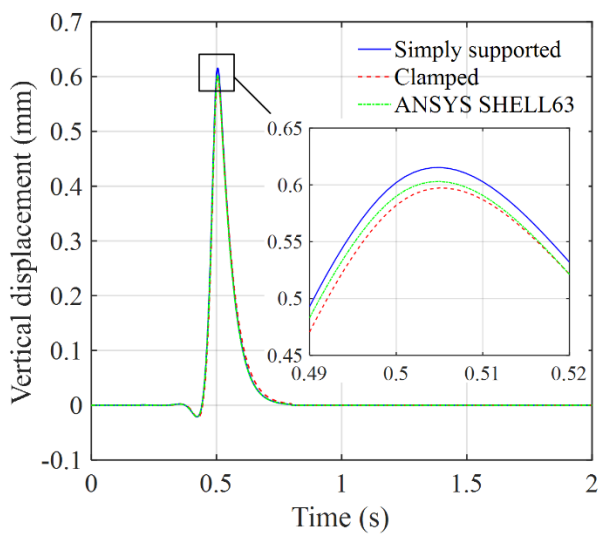 Vertical displacement (mm)
0.7
0.6
0.5
0.4
0.3
0.2
0.1
0
-0.1
Simply supported
Clamped
ANSYS SHELL63
0.65
0.6
0.55
0.5
0.45
0.49 0.5 0.51 0.52
0 0.5 1 1.5 2
Time (s)